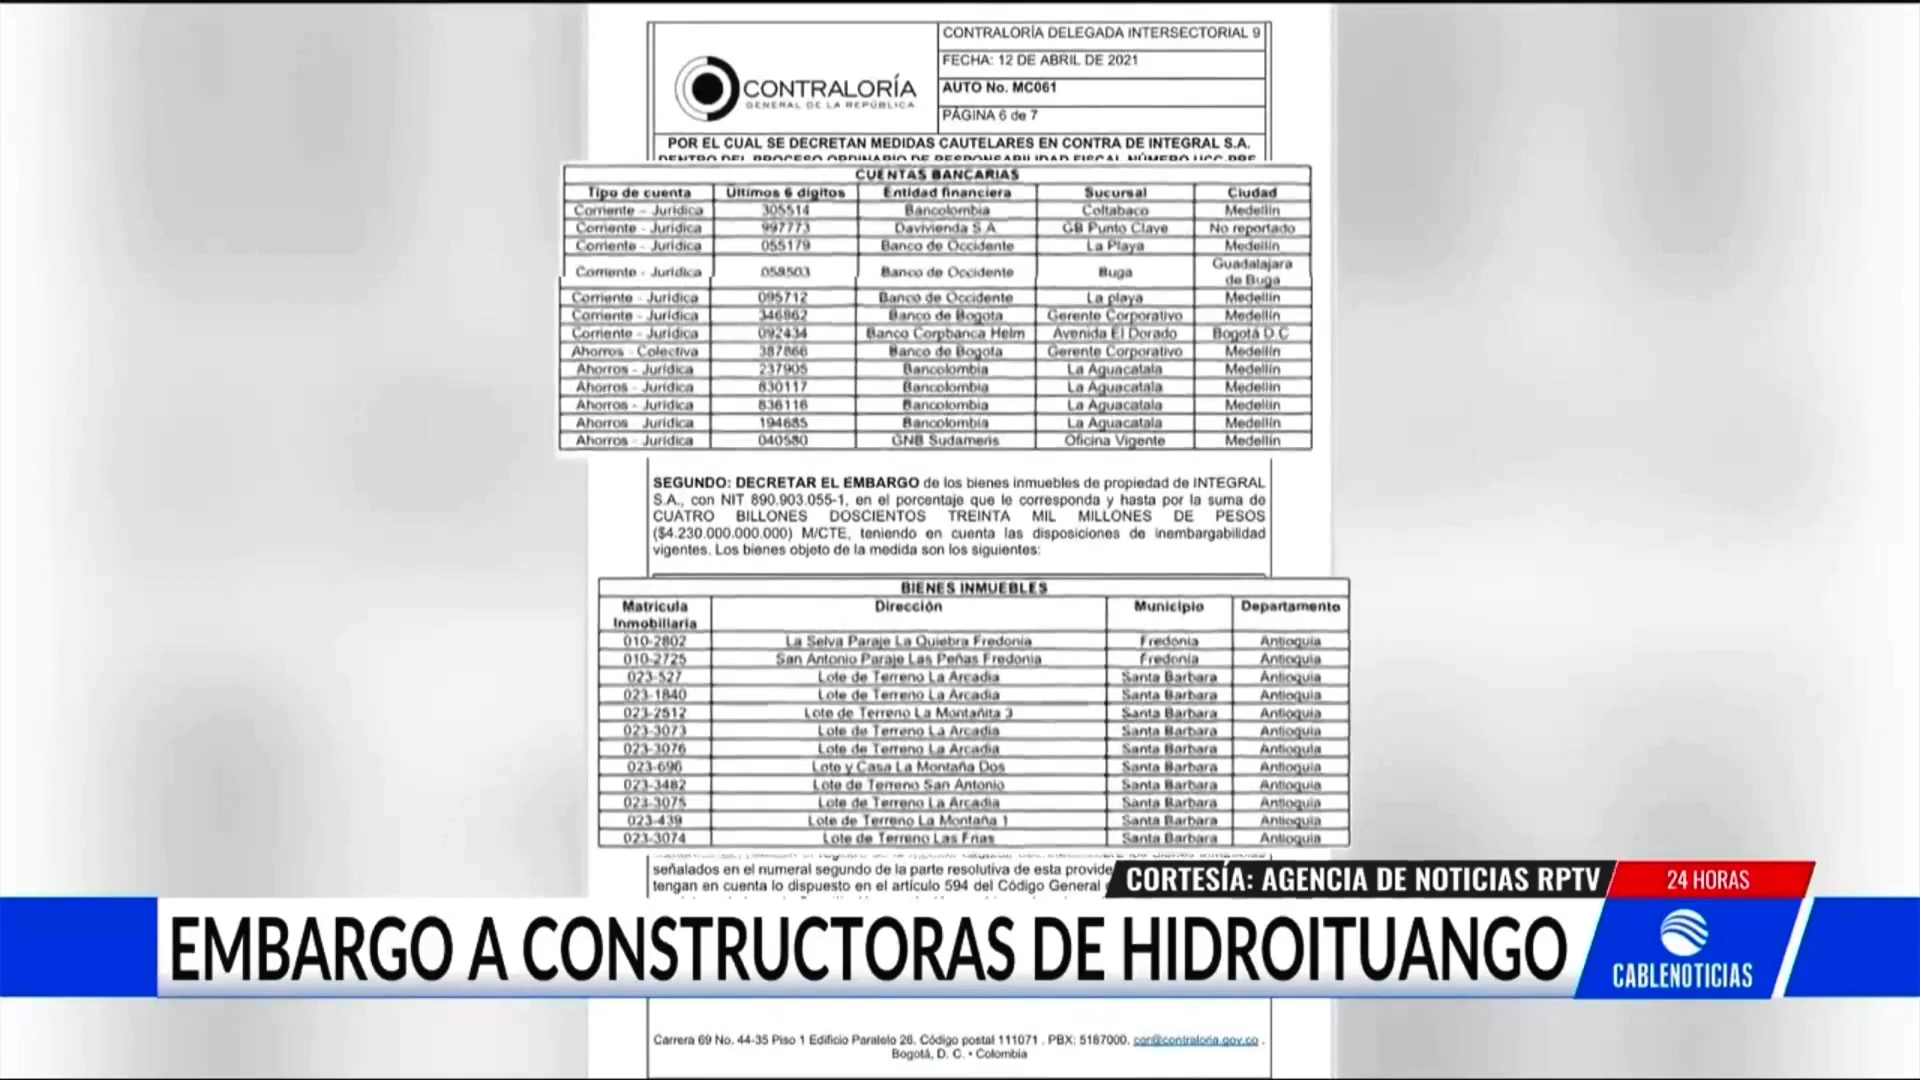 CONTRALORÍA
GENERAL DE LA REPÚBLICA
CONTRALORÍA DELEGADA INTERSECTORIAL 9
FECHA: 12 DE ABRIL DE 2021
AUTO No. MC061
PÁGINA 6 de 7
POR EL CUAL SE DECRETAN MEDIDAS CAUTELARES EN CONTRA DE INTEGRAL S.A.
DENTRO DEL PROCESO ORDINARIO DE RESPONSABILIDAD FISCAL NÚMERO UCC-PRF
CUENTAS BANCARIAS
Tipo de cuenta Últimos 6 dígitos Entidad financiera Sucursal Ciudad
Corriente - Jurídica 305514 Bancolombia Coltabaco Medellín
Corriente - Jurídica 997773 Davivienda S.A. GB Punto Clave No reportado
Corriente - Jurídica 055179 Banco de Occidente La Playa Medellín
Corriente - Jurídica 058503 Banco de Occidente Buga Guadalajara
de Buga
Corriente - Jurídica 095712 Banco de Occidente La playa Medellín
Corriente - Jurídica 346862 Banco de Bogota Gerente Corporativo Medellín
Corriente - Jurídica 092434 Banco Corpbanca Helm Avenida El Dorado Bogotá D.C
Ahorros - Colectiva 387866 Banco de Bogota Gerente Corporativo Medellín
Ahorros - Jurídica 237905 Bancolombia La Aguacatala Medellín
Ahorros - Jurídica 830117 Bancolombia La Aguacatala Medellín
Ahorros - Jurídica 836116 Bancolombia La Aguacatala Medellín
Ahorros - Jurídica 194685 Bancolombia La Aguacatala Medellín
Ahorros - Jurídica 040580 GNB Sudameris Oficina Vigente Medellín
SEGUNDO: DECRETAR EL EMBARGO de los bienes inmuebles de propiedad de INTEGRAL
S.A., con NIT 890.903.055-1, en el porcentaje que le corresponda y hasta por la suma de
CUATRO BILLONES DOSCIENTOS TREINTA MIL MILLONES DE PESOS
($4.230.000.000.000) M/CTE, teniendo en cuenta las disposiciones de inembargabilidad
vigentes. Los bienes objeto de la medida son los siguientes:
BIENES INMUEBLES
Matrícula Dirección Municipio Departamento
Inmobiliaria
010-2802 La Selva Paraje La Quiebra Fredonia Fredonia Antioquia
010-2725 San Antonio Paraje Las Peñas Fredonia Fredonia Antioquia
023-527 Lote de Terreno La Arcadia Santa Barbara Antioquia
023-1840 Lote de Terreno La Arcadia Santa Barbara Antioquia
023-2512 Lote de Terreno La Montañita 3 Santa Barbara Antioquia
023-3073 Lote de Terreno La Arcadia Santa Barbara Antioquia
023-3076 Lote de Terreno La Arcadia Santa Barbara Antioquia
023-696 Lote y Casa La Montaña Dos Santa Barbara Antioquia
023-3482 Lote de Terreno San Antonio Santa Barbara Antioquia
023-3075 Lote de Terreno La Arcadia Santa Barbara Antioquia
023-439 Lote de Terreno La Montaña 1 Santa Barbara Antioquia
023-3074 Lote de Terreno Las Frias Santa Barbara Antioquia
señalados en el numeral segundo de la parte resolutiva de esta provide
tengan en cuenta lo dispuesto en el artículo 594 del Código General
CORTESÍA: AGENCIA DE NOTICIAS RPTV
24 HORAS
EMBARGO A CONSTRUCTORAS DE HIDROITUANGO
CABLENOTICIAS
Carrera 69 No. 44-35 Piso 1 Edificio Paralelo 26. Código postal 111071 . PBX: 5187000. cgr@contraloria.gov.co .
Bogotá, D. C. • Colombia